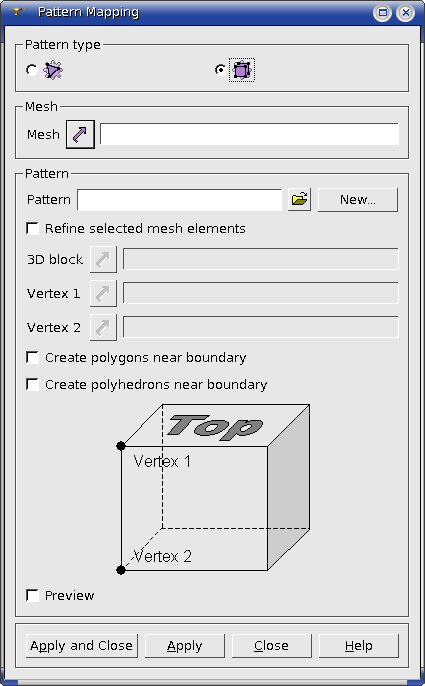 Pattern Mapping
Pattern type
Mesh
Mesh
Pattern
Pattern New...
Refine selected mesh elements
3D block
Vertex 1
Vertex 2
Create polygons near boundary
Create polyhedrons near boundary
Top
Vertex 1
Vertex 2
Preview
Apply and Close Apply Close Help